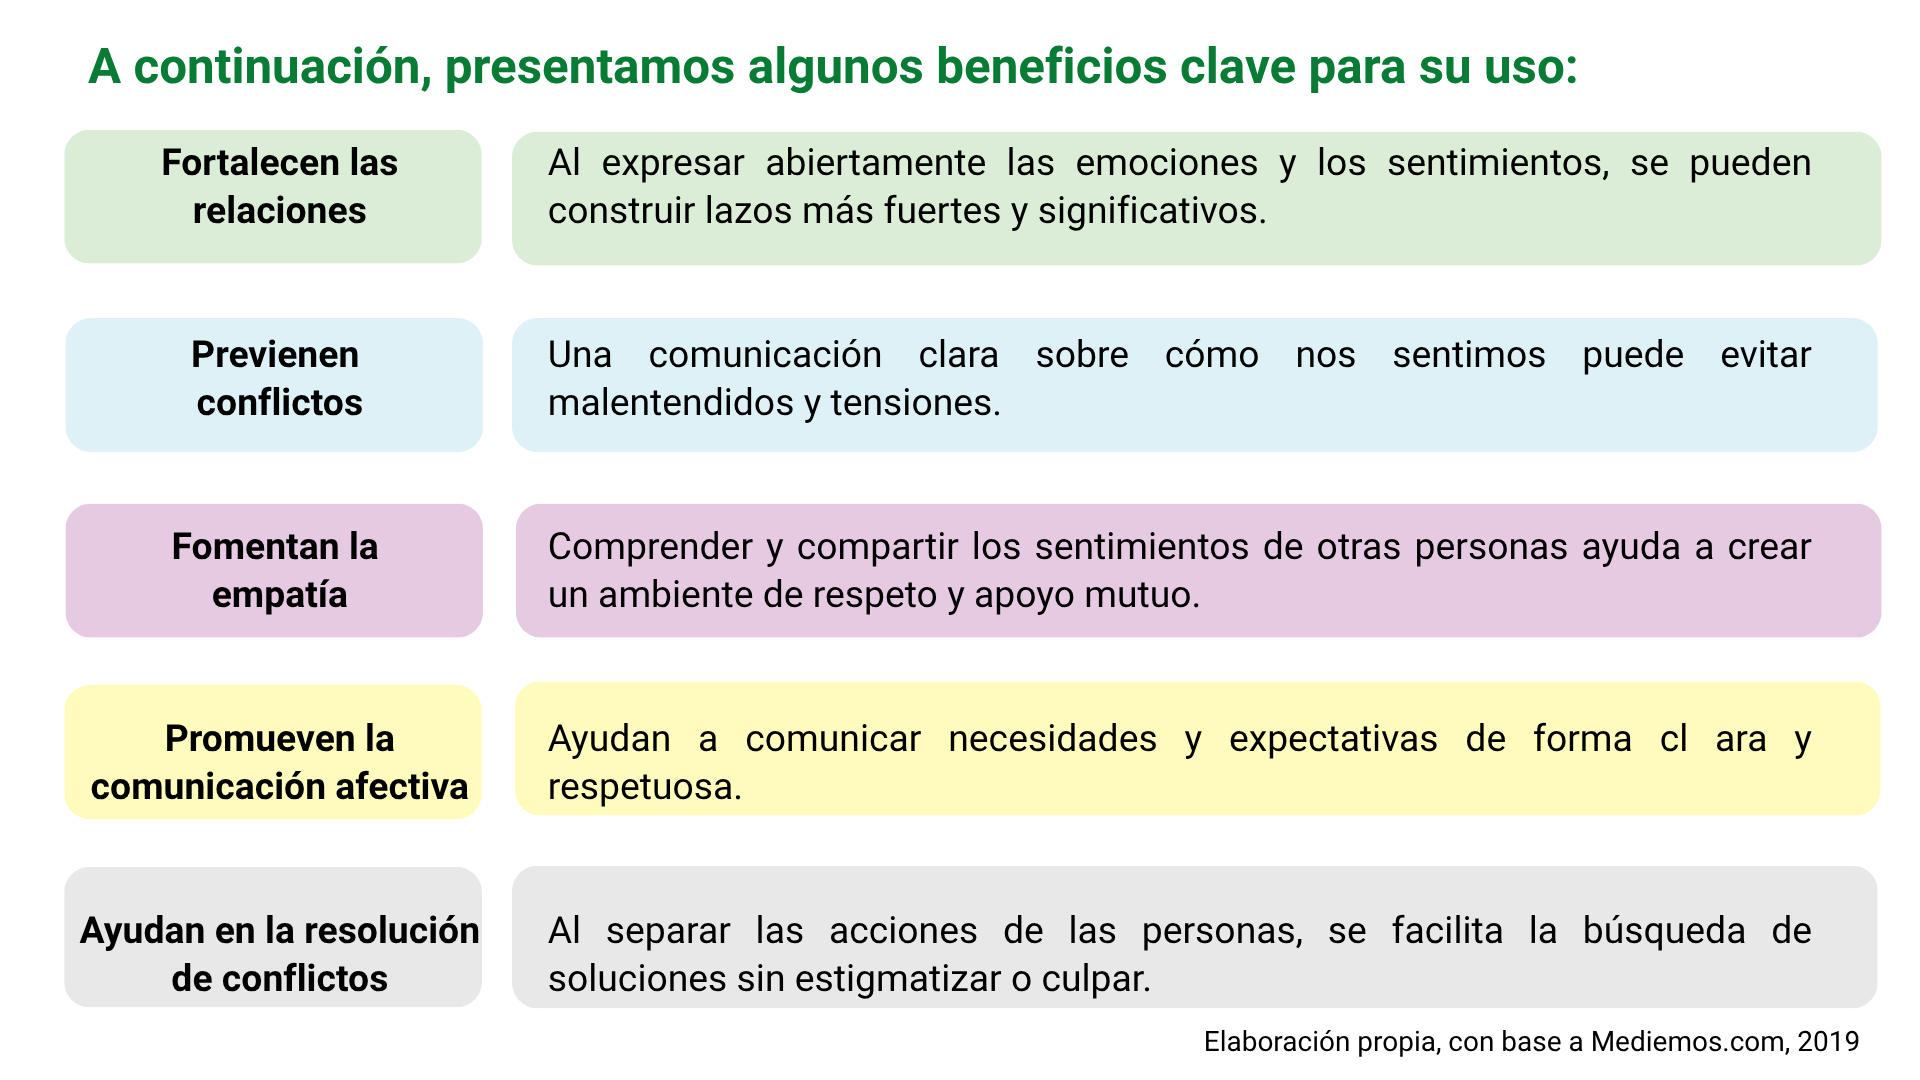 A continuación, presentamos algunos beneficios clave para su uso:
Fortalecen las
relaciones
Al expresar abiertamente las emociones y los sentimientos, se pueden
construir lazos más fuertes y significativos.
Previenen
conflictos
Una comunicación clara sobre cómo nos sentimos puede evitar
malentendidos y tensiones.
Fomentan la
empatía
Comprender y compartir los sentimientos de otras personas ayuda a crear
un ambiente de respeto y apoyo mutuo.
Promueven la
comunicación afectiva
Ayudan a comunicar necesidades y expectativas de forma cl ara y
respetuosa.
Ayudan en la resolución
de conflictos
Al separar las acciones de las personas, se facilita la búsqueda de
soluciones sin estigmatizar o culpar.
Elaboración propia, con base a Mediemos.com, 2019